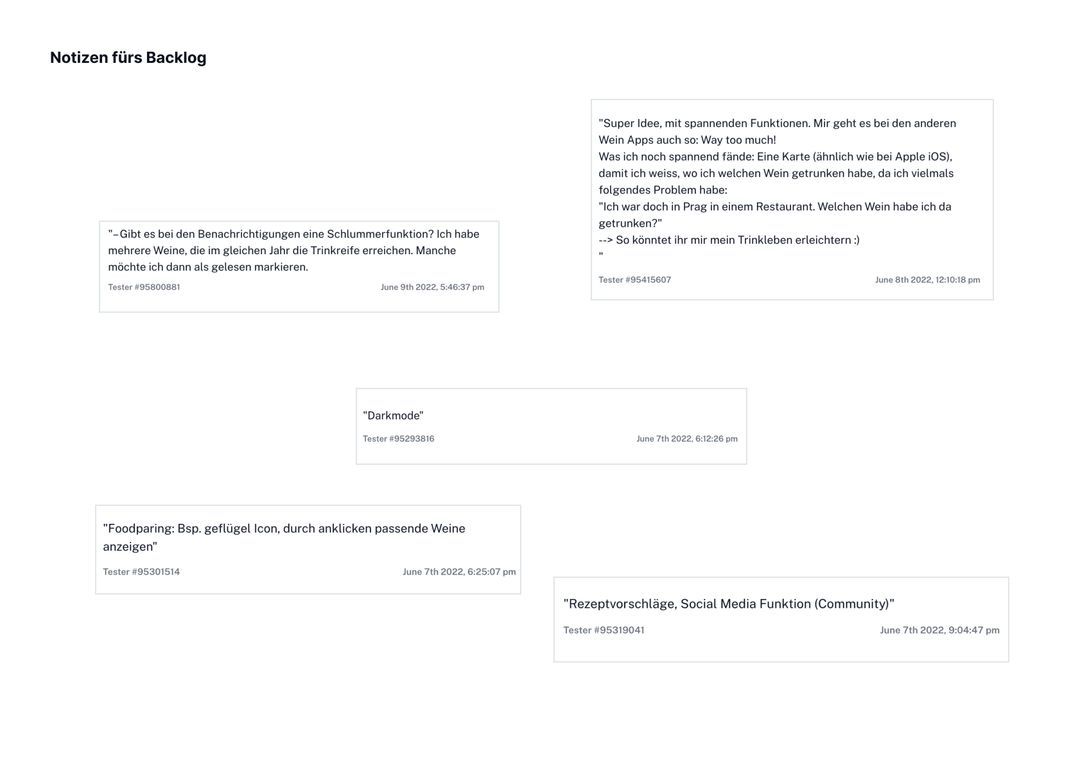 Notizen fürs Backlog
"Super Idee, mit spannenden Funktionen. Mir geht es bei den anderen
Wein Apps auch so: Way too much!
Was ich noch spannend fände: Eine Karte (ähnlich wie bei Apple iOS),
damit ich weiss, wo ich welchen Wein getrunken habe, da ich vielmals
folgendes Problem habe:
"Ich war doch in Prag in einem Restaurant. Welchen Wein habe ich da
getrunken?"
--> So könntet ihr mir mein Trinkleben erleichtern :)
"
Tester #95415607 June 8th 2022, 12:10:18 pm
"–Gibt es bei den Benachrichtigungen eine Schlummerfunktion? Ich habe
mehrere Weine, die im gleichen Jahr die Trinkreife erreichen. Manche
möchte ich dann als gelesen markieren.
Tester #95800881 June 9th 2022, 5:46:37 pm
"Darkmode"
Tester #95293816 June 7th 2022, 6:12:26 pm
"Foodparing: Bsp. geflügel Icon, durch anklicken passende Weine
anzeigen"
Tester #95301514 June 7th 2022, 6:25:07 pm
"Rezeptvorschläge, Social Media Funktion (Community)"
Tester #95319041 June 7th 2022, 9:04:47 pm